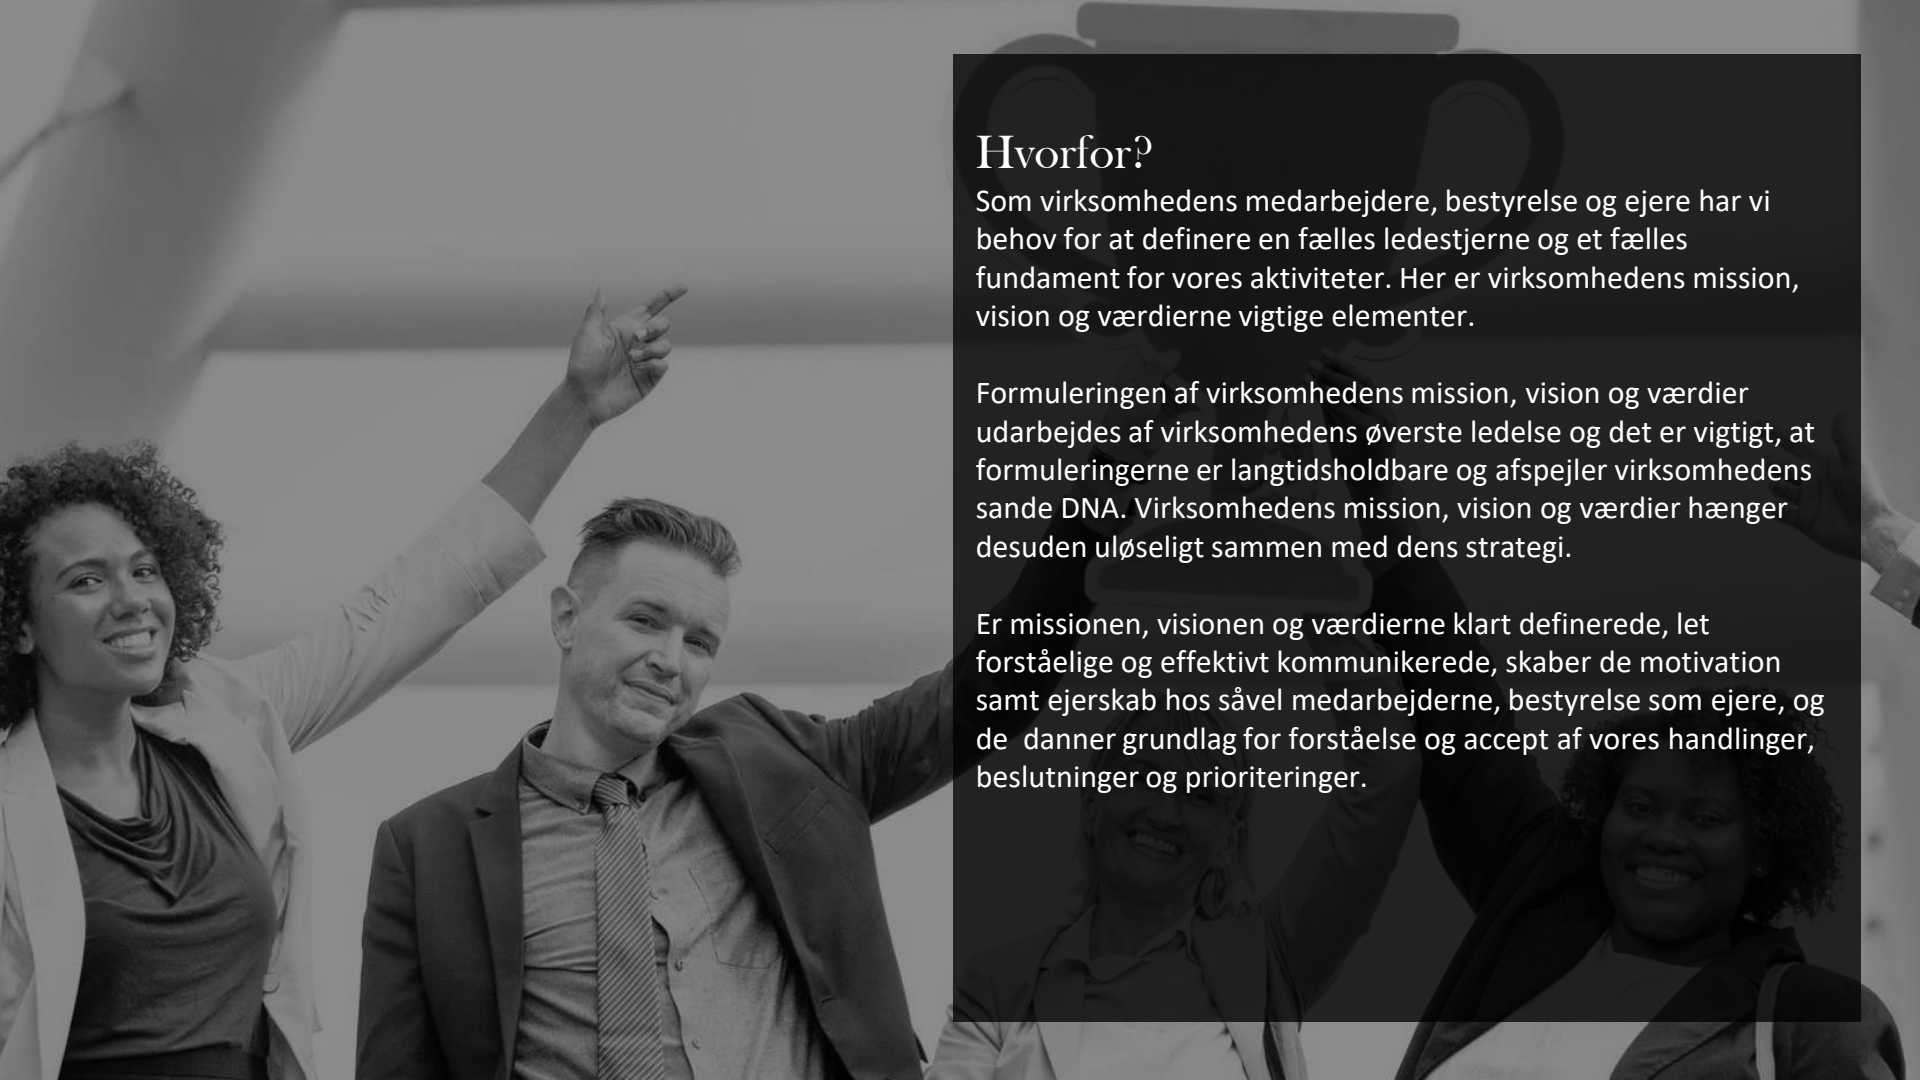 Hvorfor?
Som virksomhedens medarbejdere, bestyrelse og ejere har vi
behov for at definere en fælles ledestjerne og et fælles
fundament for vores aktiviteter. Her er virksomhedens mission,
vision og værdierne vigtige elementer.
Formuleringen af virksomhedens mission, vision og værdier
udarbejdes af virksomhedens øverste ledelse og det er vigtigt, at
formuleringerne er langtidsholdbare og afspejler virksomhedens
sande DNA. Virksomhedens mission, vision og værdier hænger
desuden uløseligt sammen med dens strategi.
Er missionen, visionen og værdierne klart definerede, let
forståelige og effektivt kommunikerede, skaber de motivation
samt ejerskab hos såvel medarbejderne, bestyrelse som ejere, og
de  danner grundlag for forståelse og accept af vores handlinger,
beslutninger og prioriteringer.